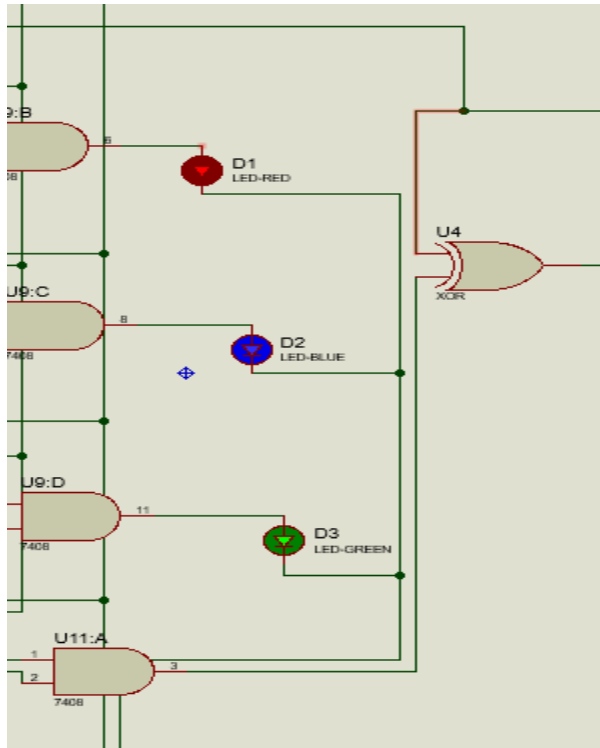 9:B
6
08
D1
LED-RED
U4
XOR
U9:C
8
7408
D2
LED-BLUE
U9:D
11
7408
D3
LED-GREEN
U11:A
1
2
3
7408